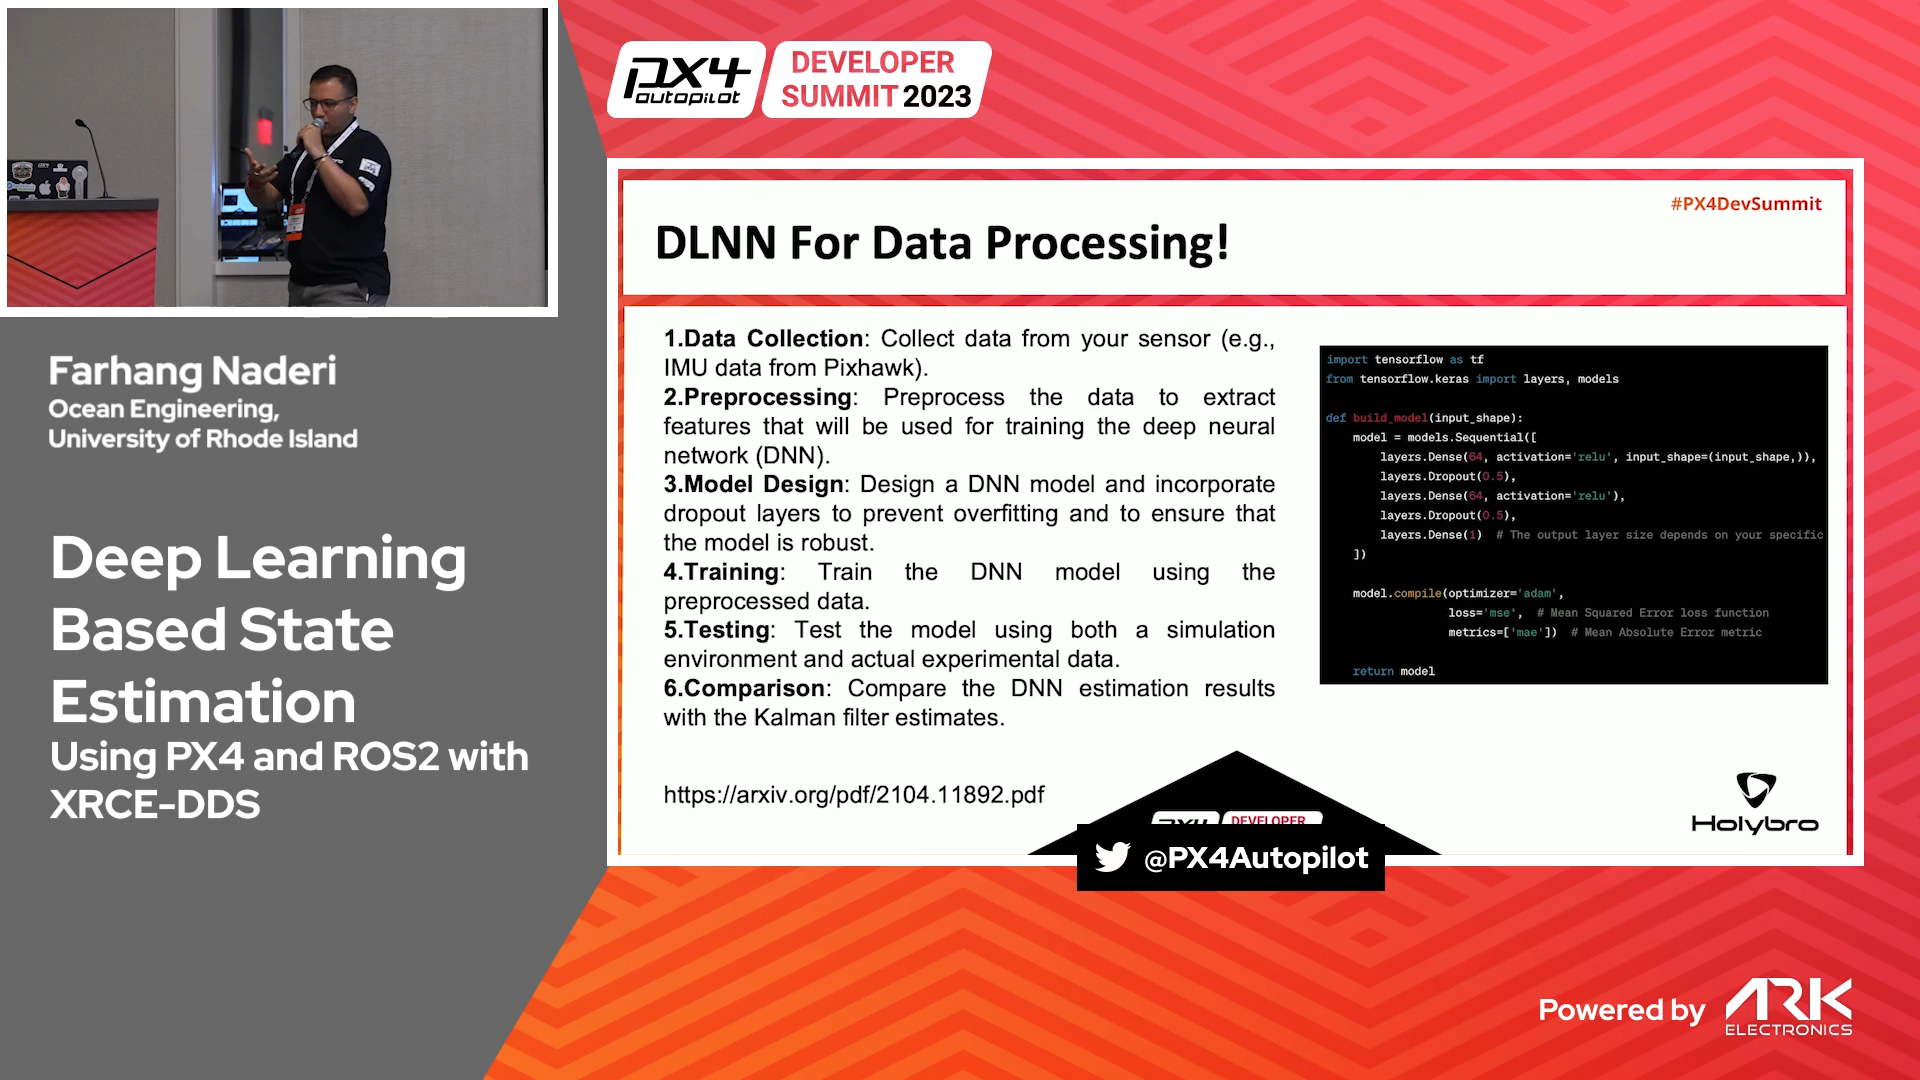 PX4
autopilot
DEVELOPER
SUMMIT 2023
#PX4DevSummit
DLNN For Data Processing!
1.Data Collection: Collect data from your sensor (e.g.,
IMU data from Pixhawk).
2.Preprocessing: Preprocess the data to extract
features that will be used for training the deep neural
network (DNN).
3.Model Design: Design a DNN model and incorporate
dropout layers to prevent overfitting and to ensure that
the model is robust.
4.Training: Train the DNN model using the
preprocessed data.
5.Testing: Test the model using both a simulation
environment and actual experimental data.
6.Comparison: Compare the DNN estimation results
with the Kalman filter estimates.
https://arxiv.org/pdf/2104.11892.pdf
import tensorflow as tf
from tensorflow.keras import layers, models
def build_model(input_shape):
model = models.Sequential([
layers.Dense(64, activation='relu', input_shape=(input_shape,)),
layers.Dropout(0.5),
layers.Dense(64, activation='relu'),
layers.Dropout(0.5),
layers.Dense(1) # The output layer size depends on your specific
])
model.compile(optimizer='adam',
loss='mse', # Mean Squared Error loss function
metrics=['mae']) # Mean Absolute Error metric
return model
Holybro
PX4 DEVELOPER
@PX4Autopilot
Farhang Naderi
Ocean Engineering,
University of Rhode Island
Deep Learning
Based State
Estimation
Using PX4 and ROS2 with
XRCE-DDS
Powered by ARK
ELECTRONICS